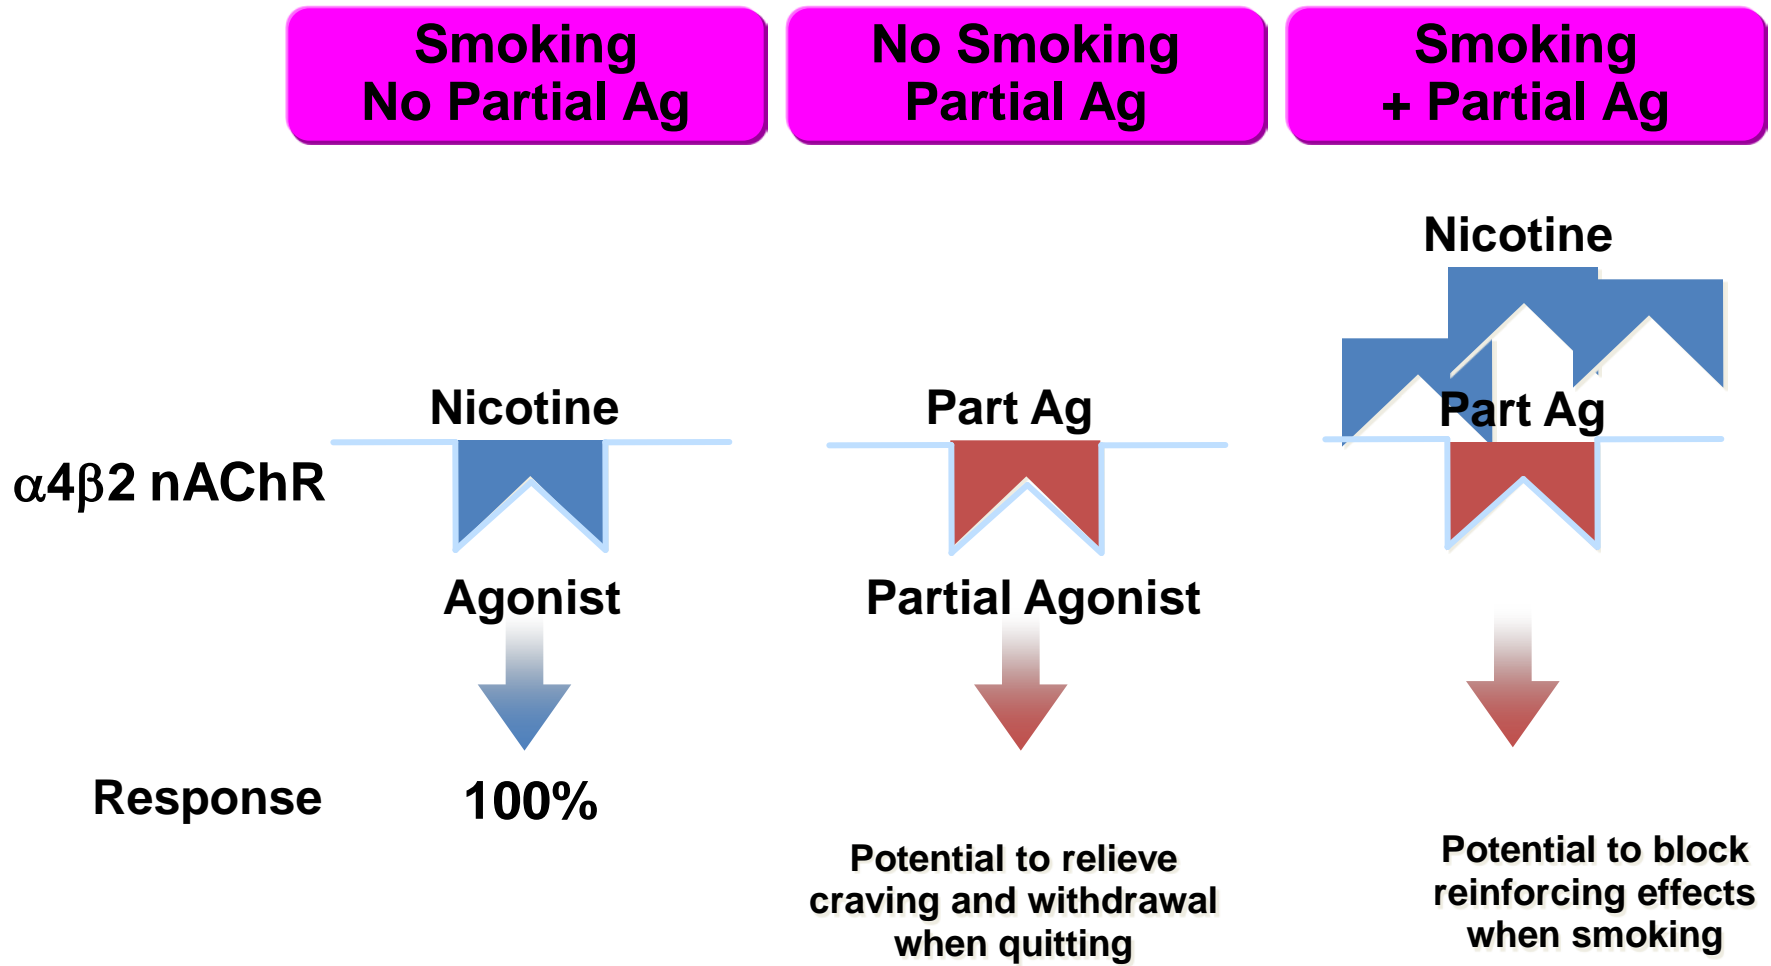 Smoking
No Partial Ag
No Smoking
Partial Ag
Smoking
+ Partial Ag
Nicotine
Nicotine
Part Ag
Part Ag
α4β2 nAChR
Agonist
Partial Agonist
Response
100%
Potential to relieve
craving and withdrawal
when quitting
Potential to block
reinforcing effects
when smoking